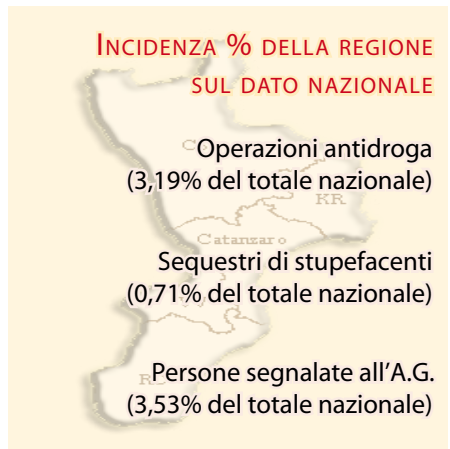 INCIDENZA % DELLA REGIONE
SUL DATO NAZIONALE
Operazioni antidroga
(3,19% del totale nazionale)
KR
Catanzaro
Sequestri di stupefacenti
(0,71% del totale nazionale)
Persone segnalate all'A.G.
(3,53% del totale nazionale)